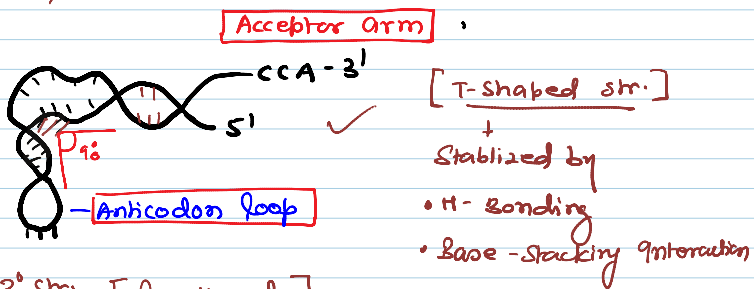 Acceptor arm
CCA-3'
5'
90°
Anticodon loop
[T-Shaped str.]
Stablized by
• H-Bonding
• Base-Stacking Interaction